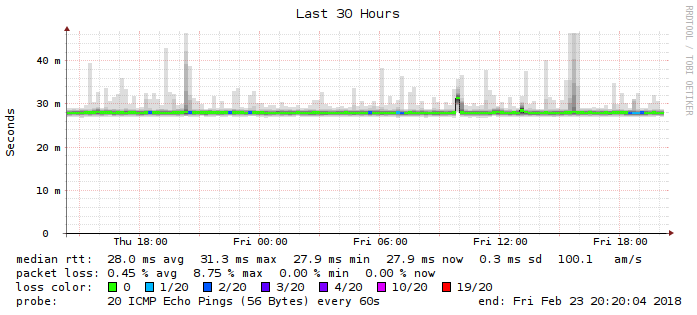 Last 30 Hours
RRDTOOL / TOBI OETIKER
Seconds
40 m
30 m
20 m
10 m
0
Thu 18:00 Fri 00:00 Fri 06:00 Fri 12:00 Fri 18:00
median rtt: 28.0 ms avg 31.3 ms max 27.9 ms min 27.9 ms now 0.3 ms sd 100.1 am/s
packet loss: 0.45 % avg 8.75 % max 0.00 % min 0.00 % now
loss color: 0 1/20 2/20 3/20 4/20 10/20 19/20
probe: 20 ICMP Echo Pings (56 Bytes) every 60s end: Fri Feb 23 20:20:04 2018